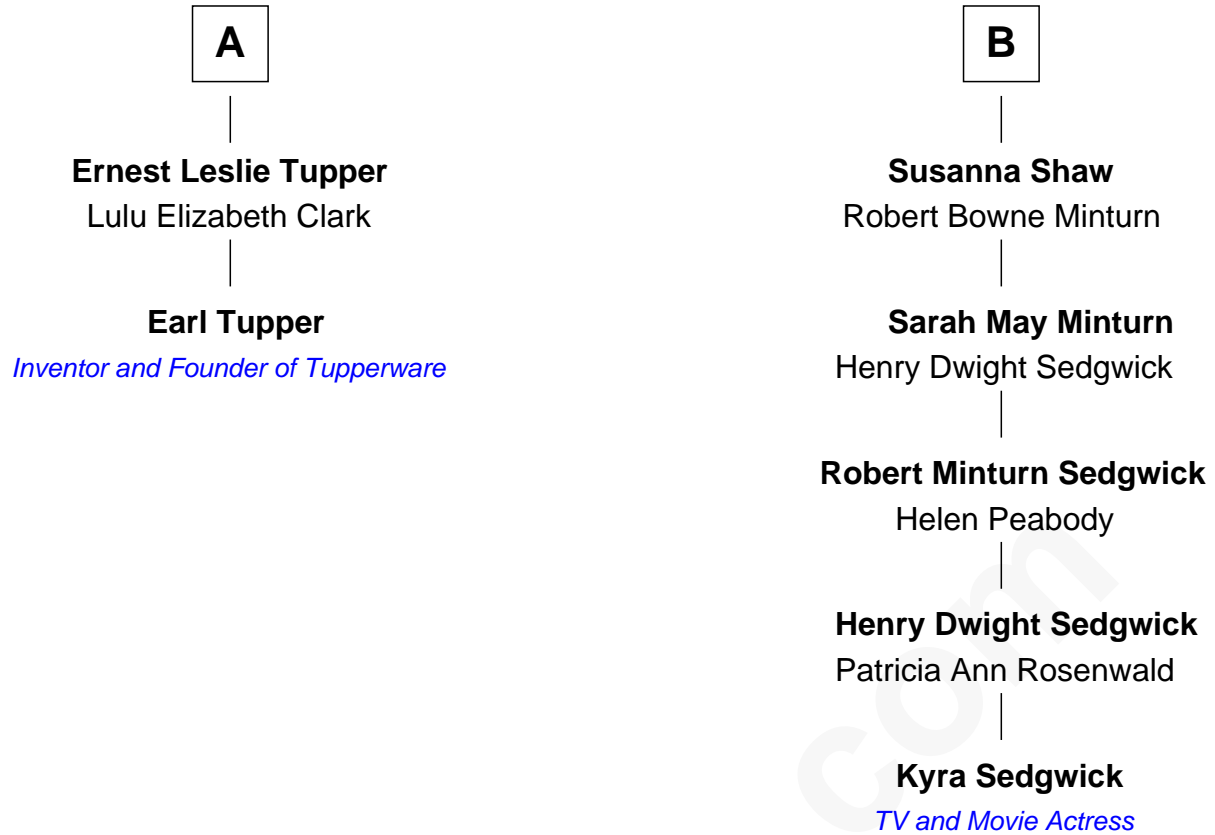 A
Ernest Leslie Tupper
Lulu Elizabeth Clark
Earl Tupper
Inventor and Founder of Tupperware
B
Susanna Shaw
Robert Bowne Minturn
Sarah May Minturn
Henry Dwight Sedgwick
Robert Minturn Sedgwick
Helen Peabody
Henry Dwight Sedgwick
Patricia Ann Rosenwald
Kyra Sedgwick
TV and Movie Actress
com